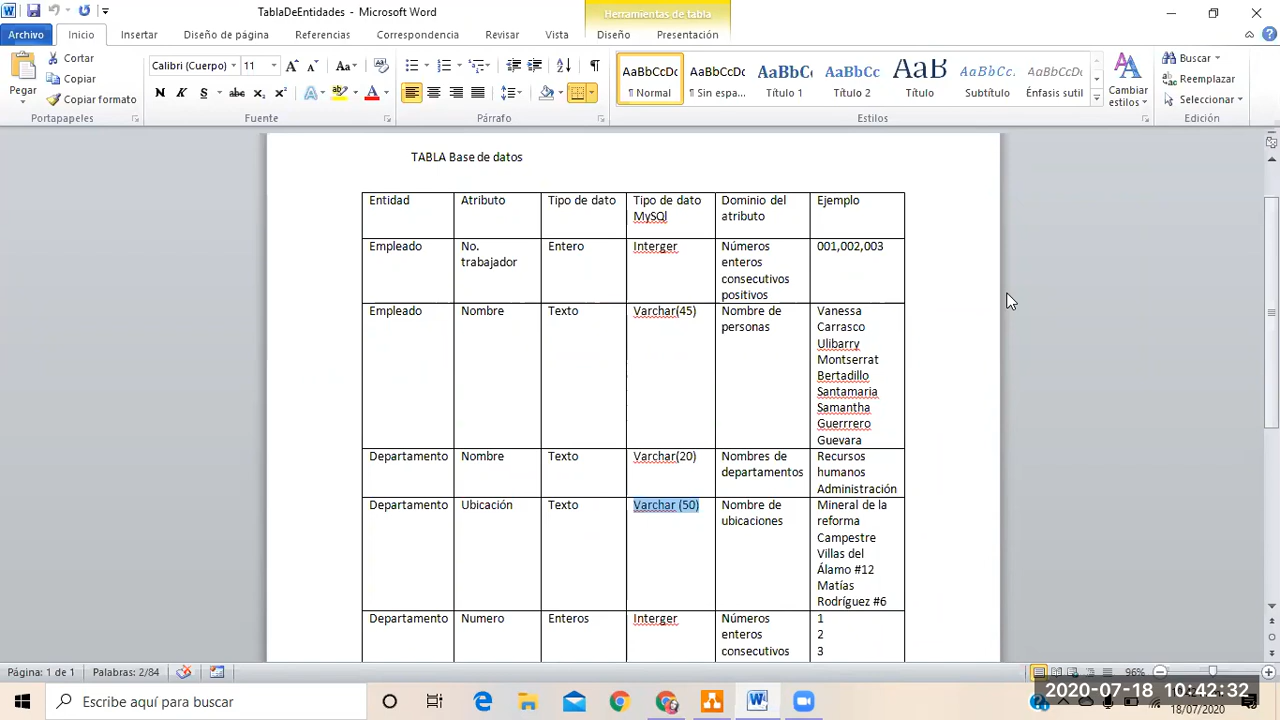 TablaDeEntidades - Microsoft Word
Herramientas de tabla
Archivo Inicio Insertar Diseño de página Referencias Correspondencia Revisar Vista Diseño Presentación
Pegar
Cortar
Copiar
Copiar formato
Portapapeles
Calibri (Cuerpo) 11
Fuente
Párrafo
AaBbCcDc AaBbCcDc AaBbC( AaBbCc AaB AaBbCc. AaBbCcDc
¶ Normal ¶ Sin espa... Título 1 Título 2 Título Subtítulo Énfasis sutil
Cambiar
estilos
Estilos
Buscar
Reemplazar
Seleccionar
Edición
TABLA Base de datos
Entidad Atributo Tipo de dato Tipo de dato Dominio del Ejemplo
MySQl atributo
Empleado No. Entero Interger Números 001,002,003
trabajador enteros
consecutivos
positivos
Empleado Nombre Texto Varchar(45) Nombre de Vanessa
personas Carrasco
Ulibarry
Montserrat
Bertadillo
Santamaria
Samantha
Guerrrero
Guevara
Departamento Nombre Texto Varchar(20) Nombres de Recursos
departamentos humanos
Administración
Departamento Ubicación Texto Varchar (50) Nombre de Mineral de la
ubicaciones reforma
Campestre
Villas del
Álamo #12
Matías
Rodríguez #6
Departamento Numero Enteros Interger Números 1
enteros 2
consecutivos 3
Página: 1 de 1 Palabras: 2/84 96%
Escribe aquí para buscar
2020-07-18 10:42:32
18/07/2020